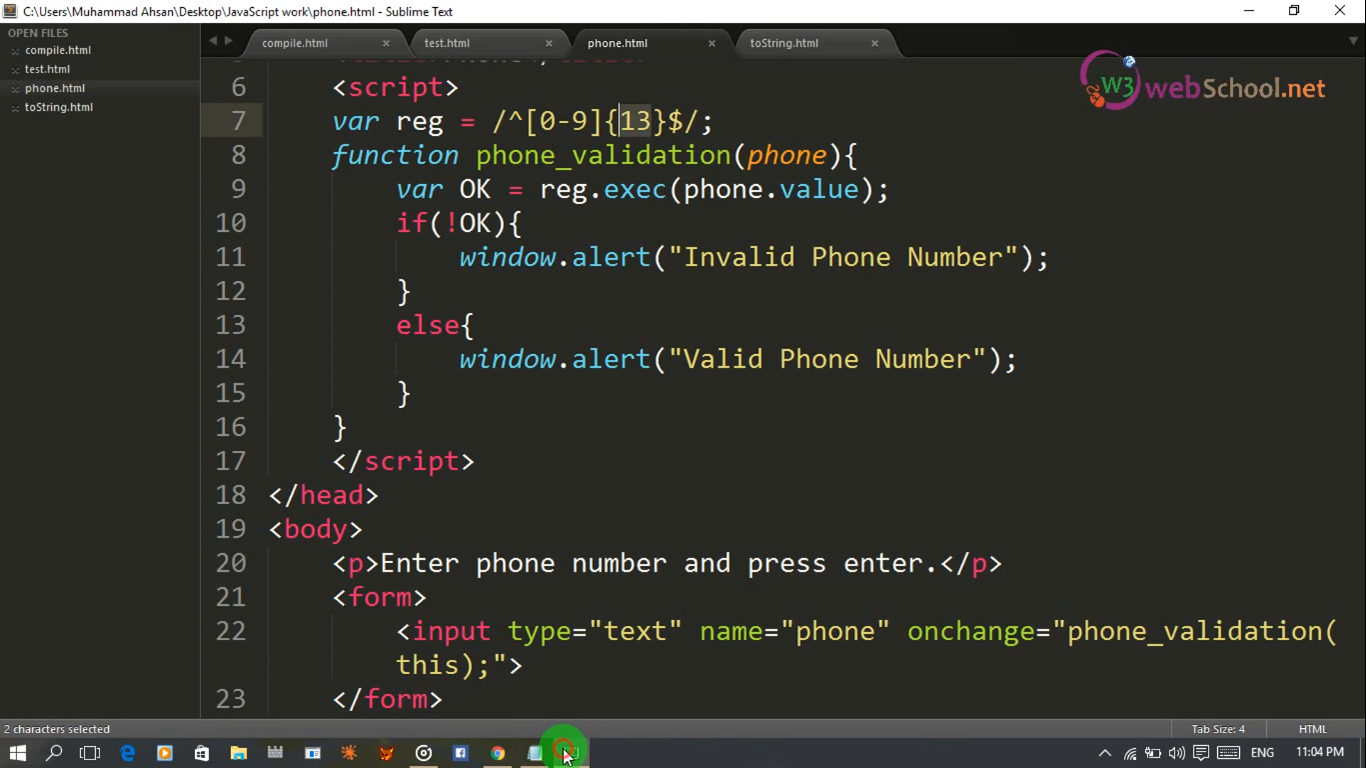 C:\Users\Muhammad Ahsan\Desktop\JavaScript work\phone.html - Sublime Text
OPEN FILES
compile.html
test.html
phone.html
toString.html
compile.html × test.html × phone.html × toString.html ×
W3 webSchool.net
6 <script>
7 var reg = /^[0-9]{13}$/;
8 function phone_validation(phone){
9 var OK = reg.exec(phone.value);
10 if(!OK){
11 window.alert("Invalid Phone Number");
12 }
13 else{
14 window.alert("Valid Phone Number");
15 }
16 }
17 </script>
18 </head>
19 <body>
20 <p>Enter phone number and press enter.</p>
21 <form>
22 <input type="text" name="phone" onchange="phone_validation(
this);">
23 </form>
2 characters selected
Tab Size: 4
HTML
ENG
11:04 PM